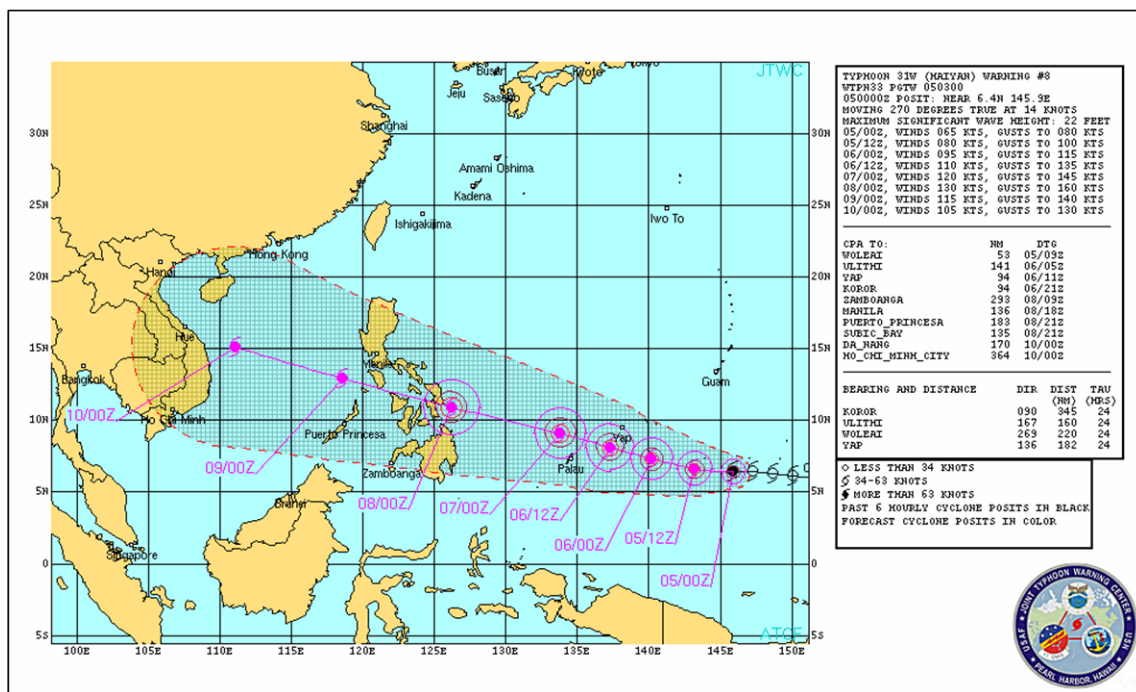 JTWC
Busan
Kyoto
Tokyo
Jeju
Sasebo
Shanghai
30N
Amami Oshima
Kadena
25N
Ishigakijima
Iwo To
Hong-Kong
20N
Hanoi
Hue
15N
Manila
Bangkok
Guam
10/00Z
Ho Chi Minh
10N
Yap
Puerto Princesa
09/00Z
Zamboanga
Palau
5N
08/00Z
07/00Z
06/12Z
06/00Z
05/12Z
05/00Z
Brunei
Singapore
0
5S
ATCF
100E 105E 110E 115E 120E 125E 130E 135E 140E 145E 150E
TYPHOON 31W (HAIYAN) WARNING #8
WTPN33 PGTW 050300
050000Z POSIT: NEAR 6.4N 145.9E
MOVING 270 DEGREES TRUE AT 14 KNOTS
MAXIMUM SIGNIFICANT WAVE HEIGHT: 22 FEET
05/00Z, WINDS 065 KTS, GUSTS TO 080 KTS
05/12Z, WINDS 080 KTS, GUSTS TO 100 KTS
06/00Z, WINDS 095 KTS, GUSTS TO 115 KTS
06/12Z, WINDS 110 KTS, GUSTS TO 135 KTS
07/00Z, WINDS 120 KTS, GUSTS TO 145 KTS
08/00Z, WINDS 130 KTS, GUSTS TO 160 KTS
09/00Z, WINDS 115 KTS, GUSTS TO 140 KTS
10/00Z, WINDS 105 KTS, GUSTS TO 130 KTS
CPA TO: NM DTG
WOLEAI 53 05/09Z
ULITHI 141 06/05Z
YAP 94 06/11Z
KOROR 94 06/21Z
ZAMBOANGA 293 08/09Z
MANILA 136 08/18Z
PUERTO_PRINCESA 183 08/21Z
SUBIC_BAY 135 08/21Z
DA_NANG 170 10/00Z
HO_CHI_MINH_CITY 364 10/00Z
BEARING AND DISTANCE DIR DIST TAU
(NM) (HRS)
KOROR 090 345 24
ULITHI 167 160 24
WOLEAI 269 220 24
YAP 136 182 24
LESS THAN 34 KNOTS
34-63 KNOTS
MORE THAN 63 KNOTS
PAST 6 HOURLY CYCLONE POSITS IN BLACK
FORECAST CYCLONE POSITS IN COLOR
JOINT TYPHOON WARNING CENTER
USAF
USN
PEARL HARBOR, HAWAII